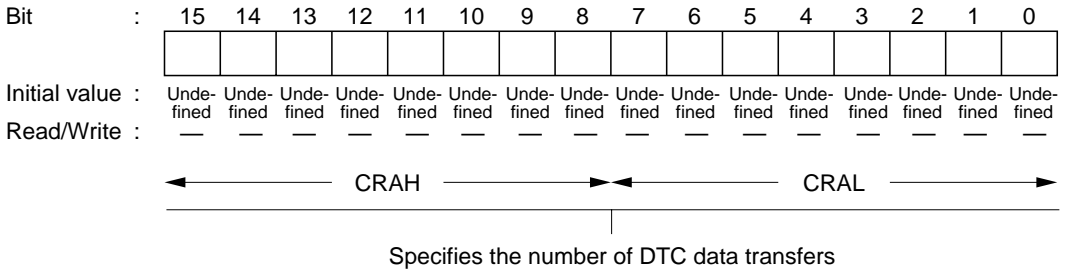 Bit : 15 14 13 12 11 10 9 8 7 6 5 4 3 2 1 0
Initial value : Unde- Unde- Unde- Unde- Unde- Unde- Unde- Unde- Unde- Unde- Unde- Unde- Unde- Unde- Unde- Unde-
fined fined fined fined fined fined fined fined fined fined fined fined fined fined fined fined
Read/Write : — — — — — — — — — — — — — — — —
CRAH CRAL
Specifies the number of DTC data transfers